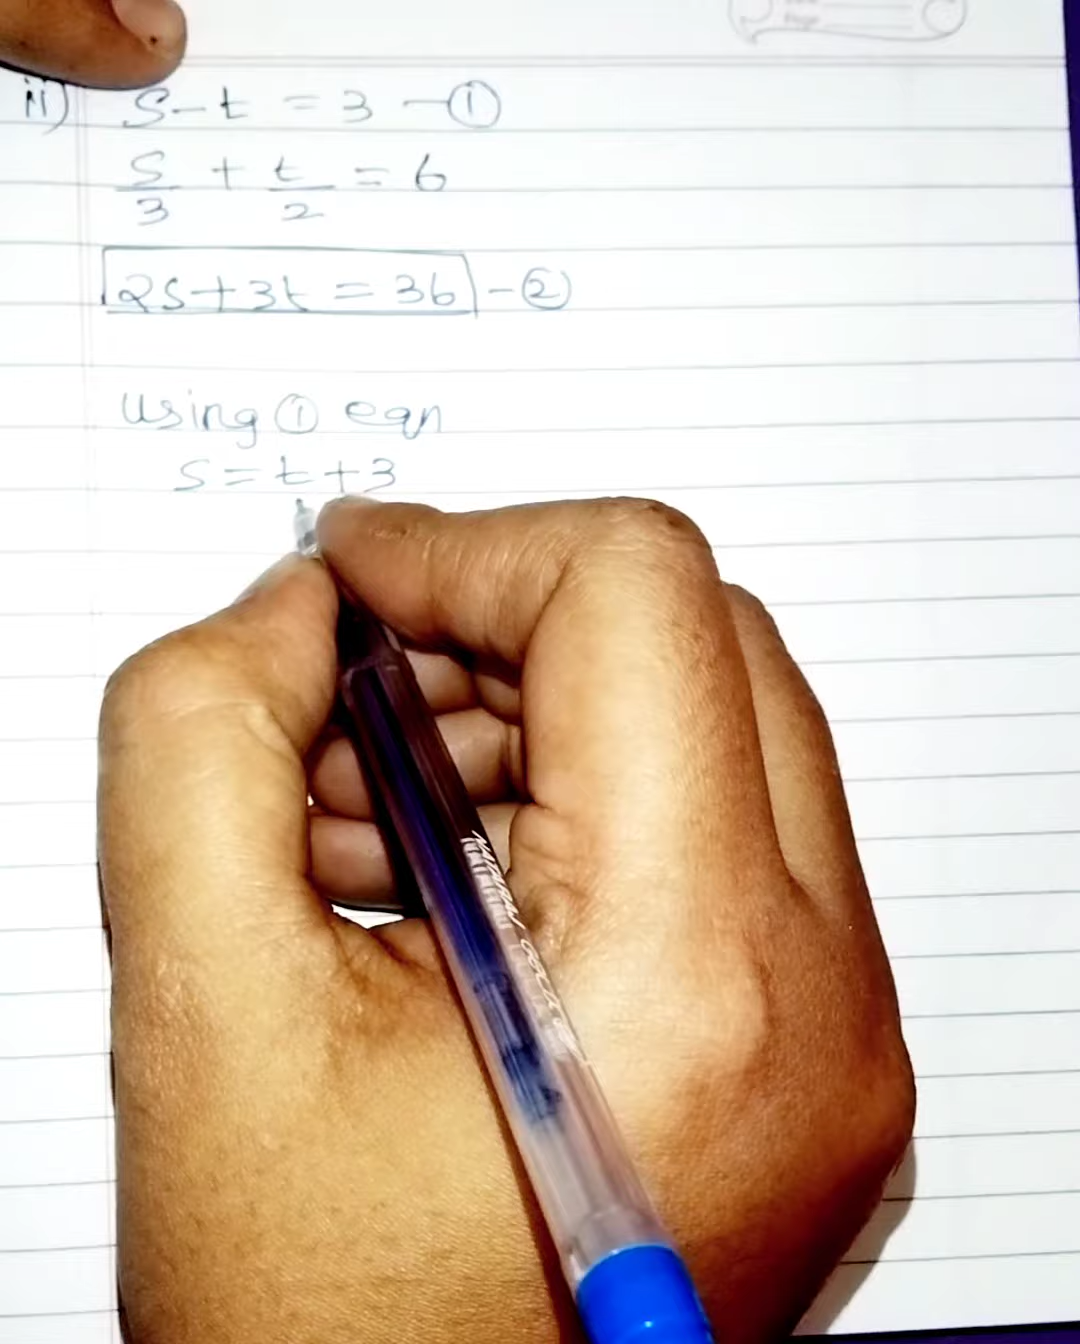 ii) S - t = 3 - ①
S/3 + t/2 = 6
2s + 3t = 36 - ②
using ① eqn
s = t + 3